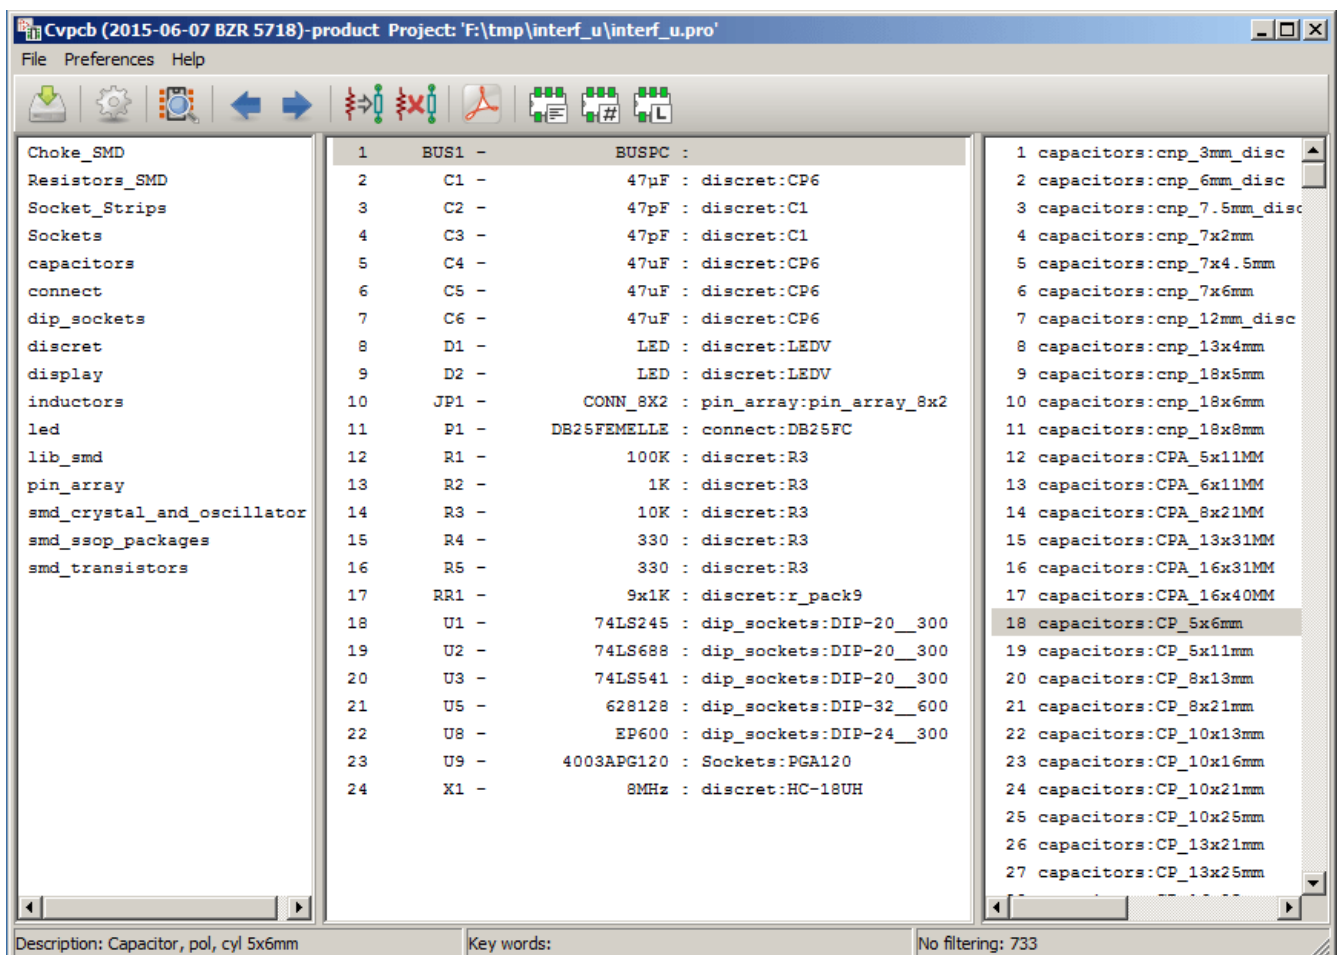 Cvpcb (2015-06-07 BZR 5718)-product Project: 'F:\tmp\interf_u\interf_u.pro'
File Preferences Help
Choke_SMD
Resistors_SMD
Socket_Strips
Sockets
capacitors
connect
dip_sockets
discret
display
inductors
led
lib_smd
pin_array
smd_crystal_and_oscillator
smd_ssop_packages
smd_transistors
1 BUS1 - BUSPC :
2 C1 - 47µF : discret:CP6
3 C2 - 47pF : discret:C1
4 C3 - 47pF : discret:C1
5 C4 - 47uF : discret:CP6
6 C5 - 47uF : discret:CP6
7 C6 - 47uF : discret:CP6
8 D1 - LED : discret:LEDV
9 D2 - LED : discret:LEDV
10 JP1 - CONN_8X2 : pin_array:pin_array_8x2
11 P1 - DB25FEMELLE : connect:DB25FC
12 R1 - 100K : discret:R3
13 R2 - 1K : discret:R3
14 R3 - 10K : discret:R3
15 R4 - 330 : discret:R3
16 R5 - 330 : discret:R3
17 RR1 - 9x1K : discret:r_pack9
18 U1 - 74LS245 : dip_sockets:DIP-20__300
19 U2 - 74LS688 : dip_sockets:DIP-20__300
20 U3 - 74LS541 : dip_sockets:DIP-20__300
21 U5 - 628128 : dip_sockets:DIP-32__600
22 U8 - EP600 : dip_sockets:DIP-24__300
23 U9 - 4003APG120 : Sockets:PGA120
24 X1 - 8MHz : discret:HC-18UH
1 capacitors:cnp_3mm_disc
2 capacitors:cnp_6mm_disc
3 capacitors:cnp_7.5mm_disc
4 capacitors:cnp_7x2mm
5 capacitors:cnp_7x4.5mm
6 capacitors:cnp_7x6mm
7 capacitors:cnp_12mm_disc
8 capacitors:cnp_13x4mm
9 capacitors:cnp_18x5mm
10 capacitors:cnp_18x6mm
11 capacitors:cnp_18x8mm
12 capacitors:CPA_5x11MM
13 capacitors:CPA_6x11MM
14 capacitors:CPA_8x21MM
15 capacitors:CPA_13x31MM
16 capacitors:CPA_16x31MM
17 capacitors:CPA_16x40MM
18 capacitors:CP_5x6mm
19 capacitors:CP_5x11mm
20 capacitors:CP_8x13mm
21 capacitors:CP_8x21mm
22 capacitors:CP_10x13mm
23 capacitors:CP_10x16mm
24 capacitors:CP_10x21mm
25 capacitors:CP_10x25mm
26 capacitors:CP_13x21mm
27 capacitors:CP_13x25mm
Description: Capacitor, pol, cyl 5x6mm
Key words:
No filtering: 733